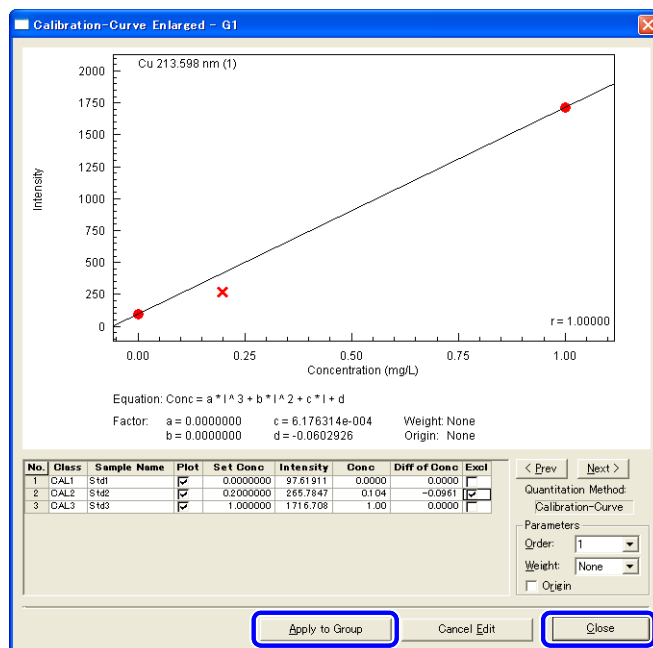 Calibration-Curve Enlarged - G1
Cu 213.598 nm (1)
2000
1750
1500
1250
1000
750
500
250
0
Intensity
r = 1.00000
0.00 0.25 0.50 0.75 1.00
Concentration (mg/L)
Equation: Conc = a * I ^ 3 + b * I ^ 2 + c * I + d
Factor: a = 0.0000000 c = 6.176314e-004 Weight: None
b = 0.0000000 d = -0.0602926 Origin: None
No. Class Sample Name Plot Set Conc Intensity Conc Diff of Conc Excl
1 CAL1 Std1 0.0000000 97.61911 0.0000 0.0000
2 CAL2 Std2 0.2000000 265.7847 0.104 -0.0961
3 CAL3 Std3 1.000000 1716.708 1.00 0.0000
< Prev Next >
Quantitation Method:
Calibration-Curve
Parameters
Order: 1
Weight: None
Origin
Apply to Group Cancel Edit Close